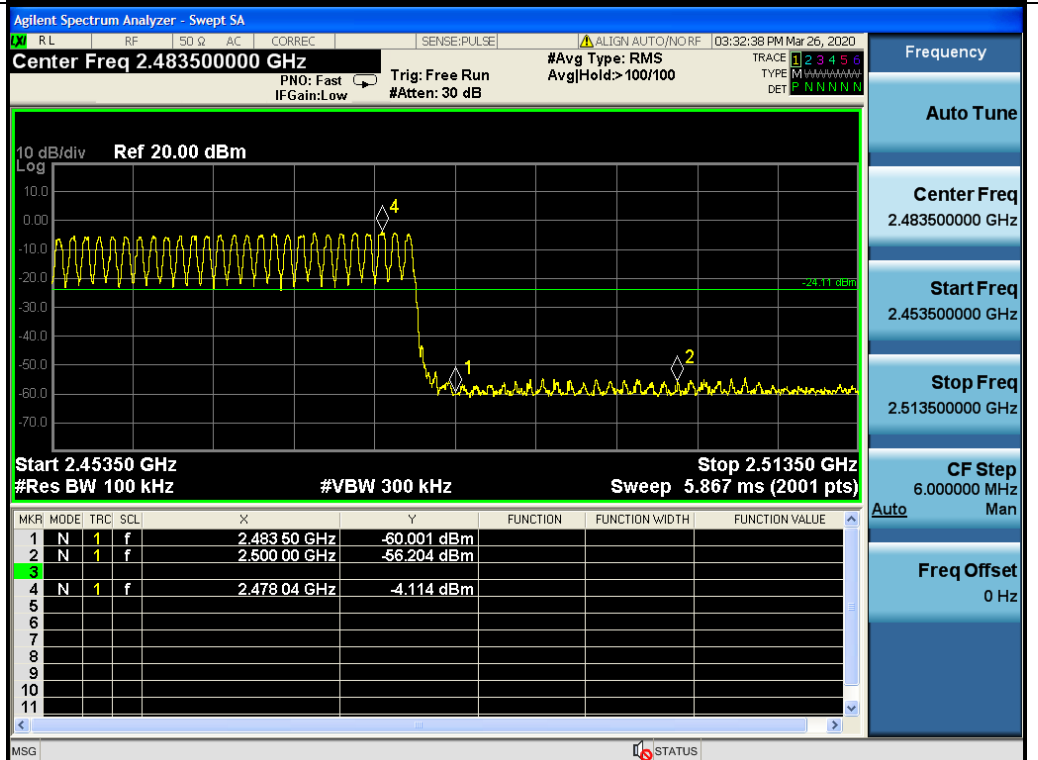 Agilent Spectrum Analyzer - Swept SA
LXI RL RF 50 Ω AC CORREC SENSE:PULSE ALIGN AUTO/NO RF 03:32:38 PM Mar 26, 2020
Center Freq 2.483500000 GHz
PNO: Fast
IFGain:Low
Trig: Free Run
#Atten: 30 dB
#Avg Type: RMS
Avg|Hold:>100/100
TRACE 1 2 3 4 5 6
TYPE M WWWWW
DET P N N N N N
10 dB/div Ref 20.00 dBm
Log
10.0
0.00
-10.0
-20.0
-30.0
-40.0
-50.0
-60.0
-70.0
4
-24.11 dBm
1
2
Start 2.45350 GHz Stop 2.51350 GHz
#Res BW 100 kHz #VBW 300 kHz Sweep 5.867 ms (2001 pts)
MKR MODE TRC SCL X Y FUNCTION FUNCTION WIDTH FUNCTION VALUE
1 N 1 f 2.483 50 GHz -60.001 dBm
2 N 1 f 2.500 00 GHz -56.204 dBm
3
4 N 1 f 2.478 04 GHz -4.114 dBm
5
6
7
8
9
10
11
MSG STATUS
Frequency
Auto Tune
Center Freq
2.483500000 GHz
Start Freq
2.453500000 GHz
Stop Freq
2.513500000 GHz
CF Step
6.000000 MHz
Auto Man
Freq Offset
0 Hz